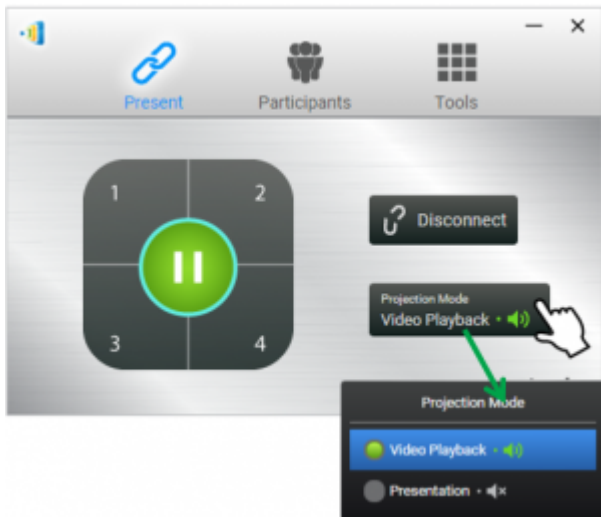 Present
Participants
Tools
1
2
3
4
Disconnect
Projection Mode
Video Playback
Projection Mode
Video Playback
Presentation